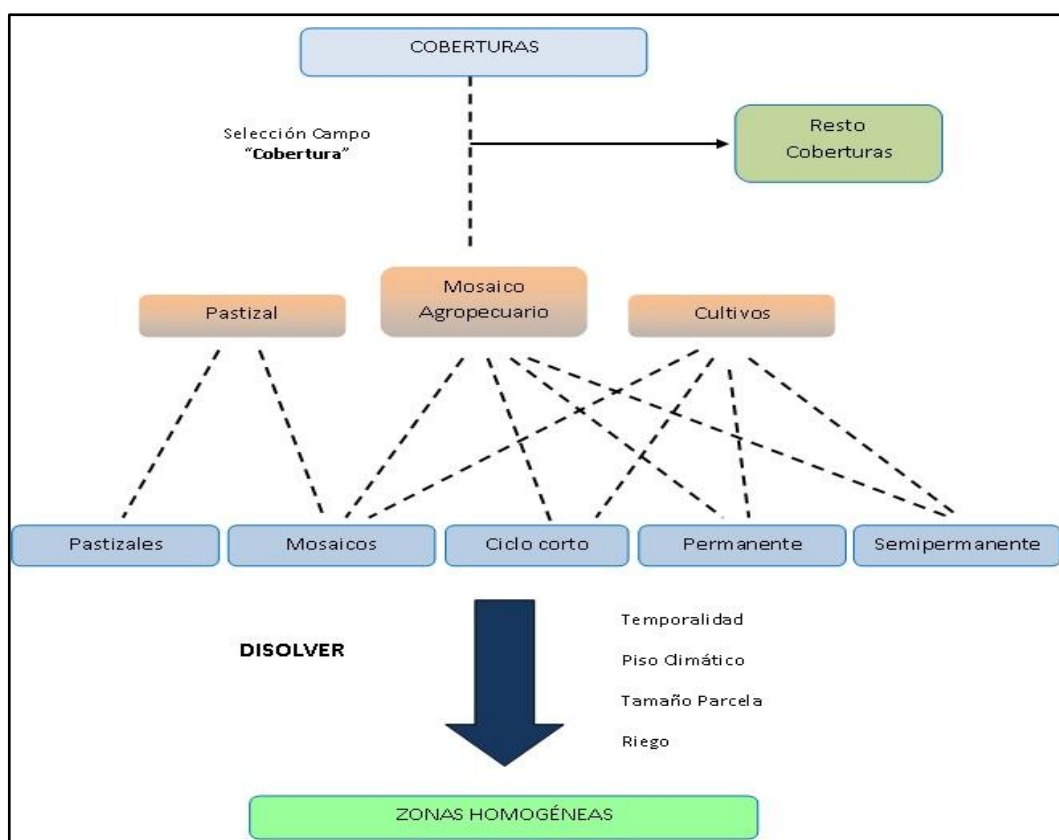 COBERTURAS
Selección Campo
“Cobertura”
Resto
Coberturas
Pastizal
Mosaico
Agropecuario
Cultivos
Pastizales
Mosaicos
Ciclo corto
Permanente
Semipermanente
DISOLVER
Temporalidad
Piso Climático
Tamaño Parcela
Riego
ZONAS HOMOGÉNEAS